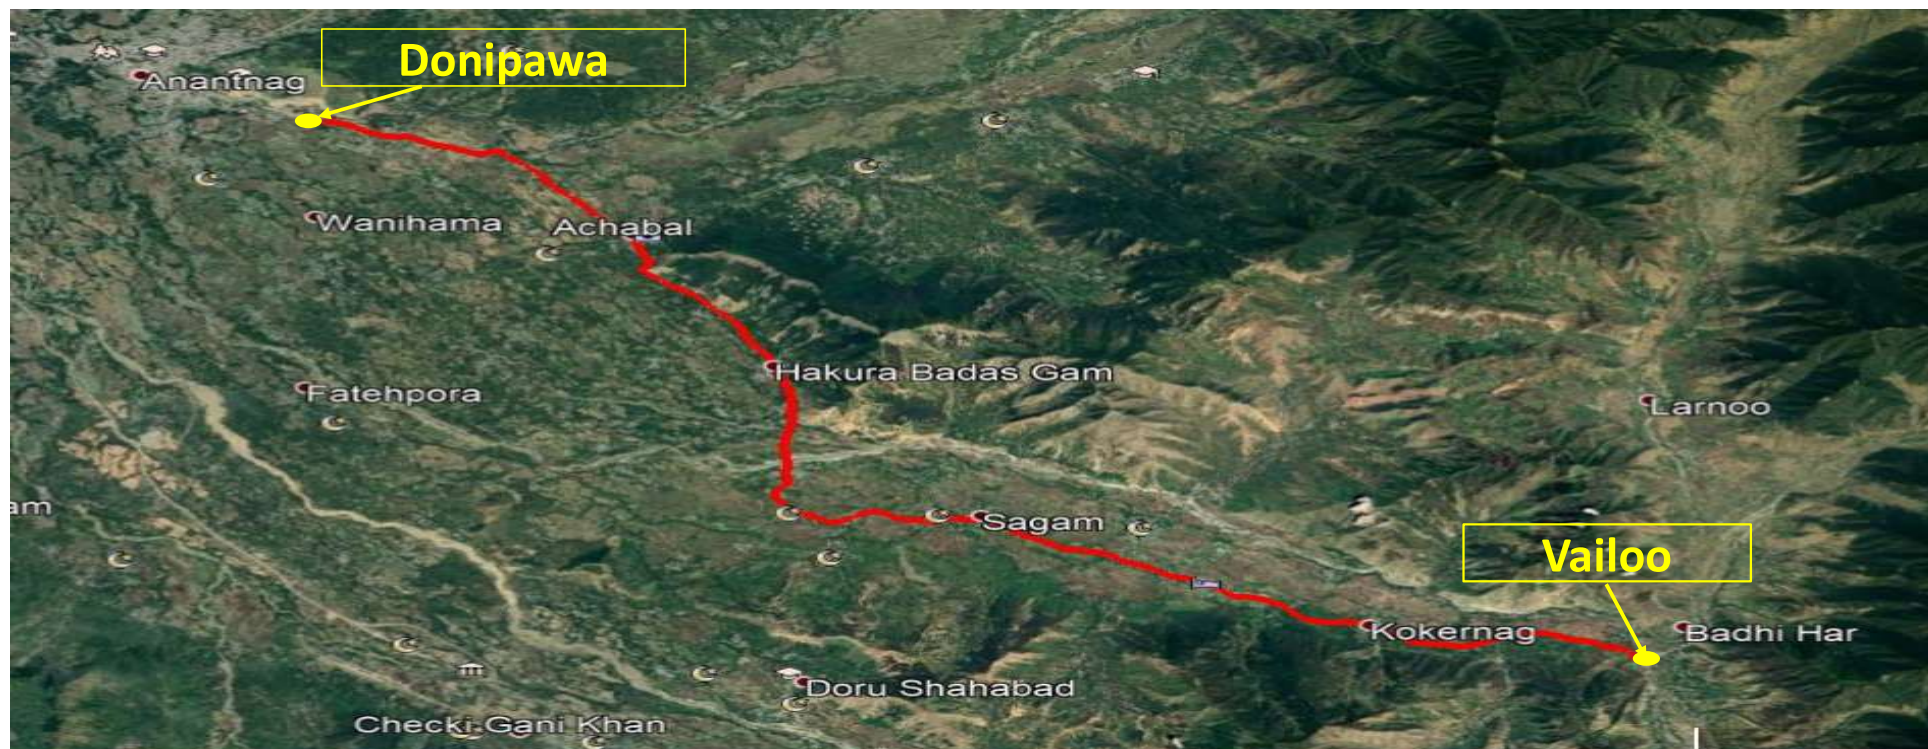 Donipawa
Anantnag
Wanihama
Achabal
Hakura Badas Gam
Fatehpora
Larnoo
am
Sagam
Vailoo
Kokernag
Badhi Har
Doru Shahabad
Checki Gani Khan